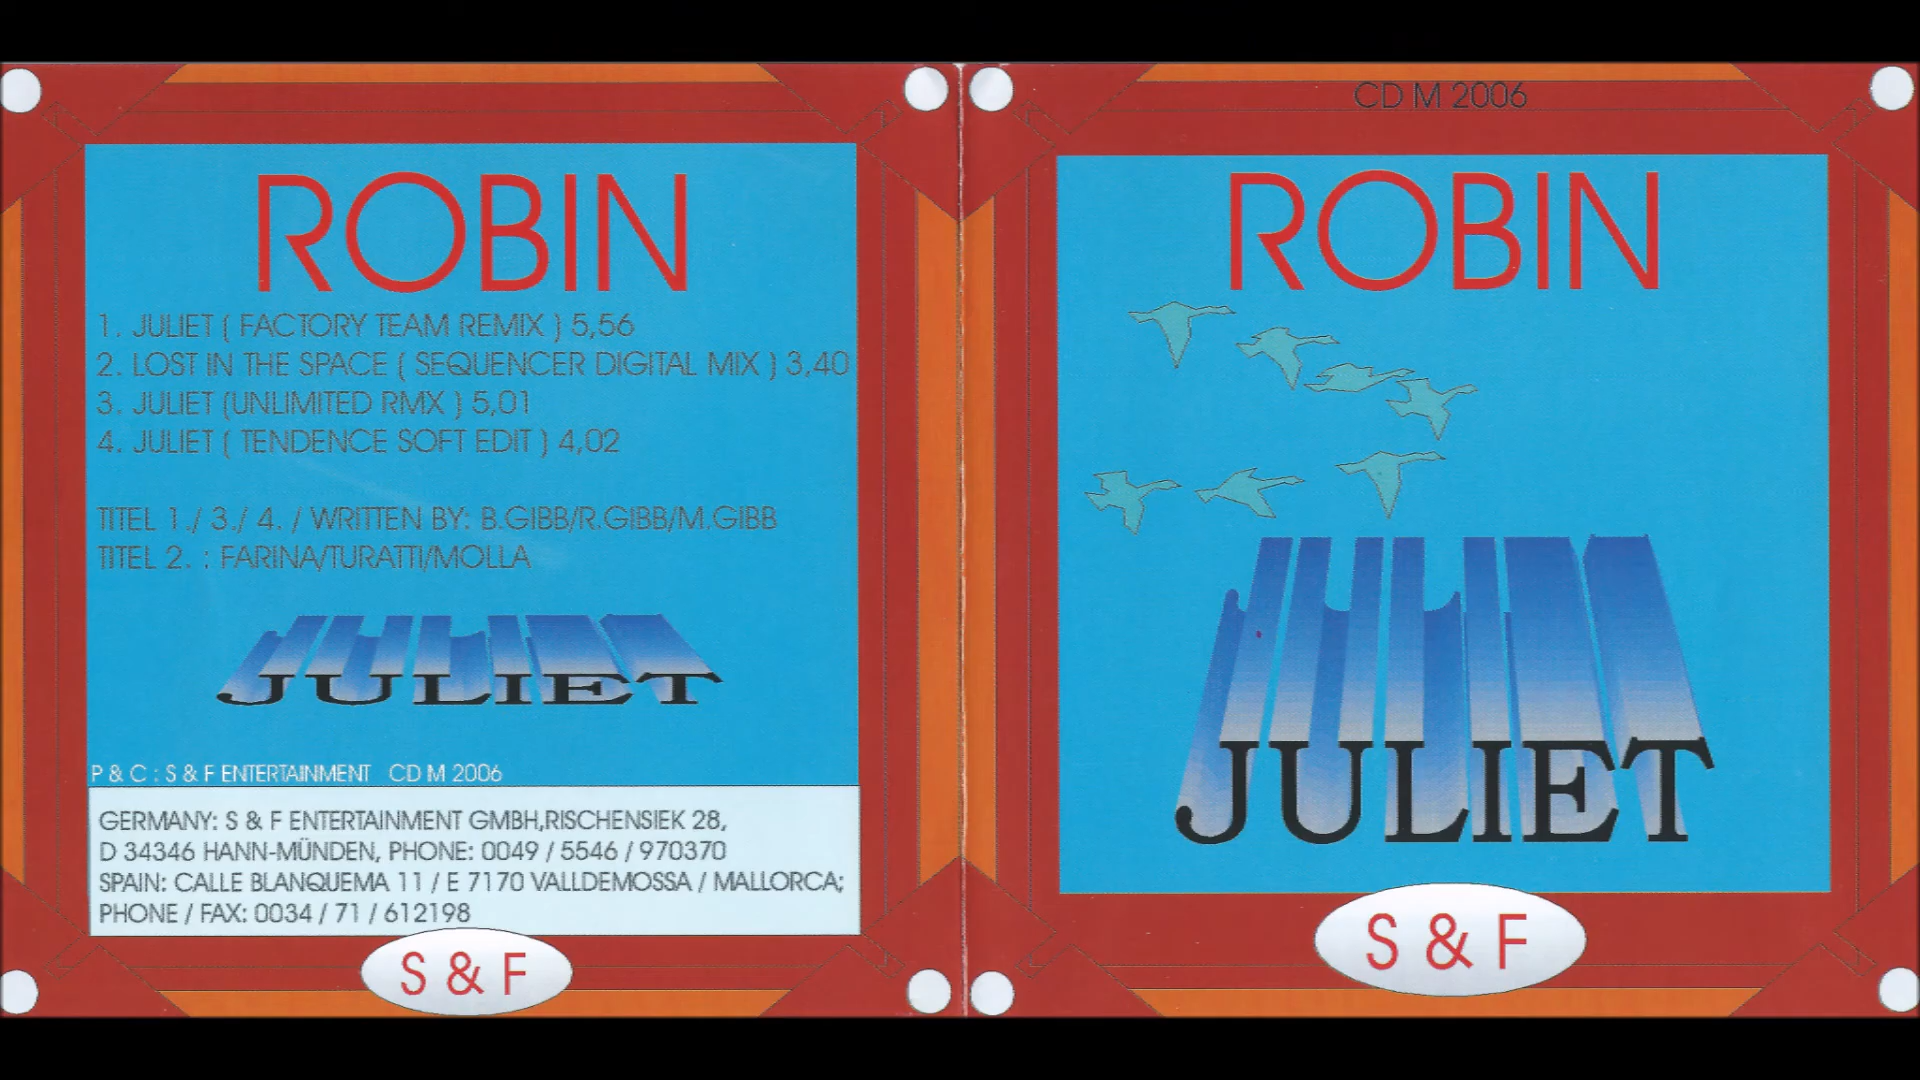 ROBIN
1. JULIET ( FACTORY TEAM REMIX ) 5,56
2. LOST IN THE SPACE ( SEQUENCER DIGITAL MIX ) 3,40
3. JULIET (UNLIMITED RMX ) 5,01
4. JULIET ( TENDENCE SOFT EDIT ) 4,02
TITEL 1./ 3./ 4. / WRITTEN BY: B.GIBB/R.GIBB/M.GIBB
TITEL 2. : FARINA/TURATTI/MOLLA
JULIET
P & C : S & F ENTERTAINMENT CD M 2006
GERMANY: S & F ENTERTAINMENT GMBH,RISCHENSIEK 28,
D 34346 HANN-MÜNDEN, PHONE: 0049 / 5546 / 970370
SPAIN: CALLE BLANQUEMA 11 / E 7170 VALLDEMOSSA / MALLORCA;
PHONE / FAX: 0034 / 71 / 612198
S & F
CD M 2006
ROBIN
JULIET
S & F